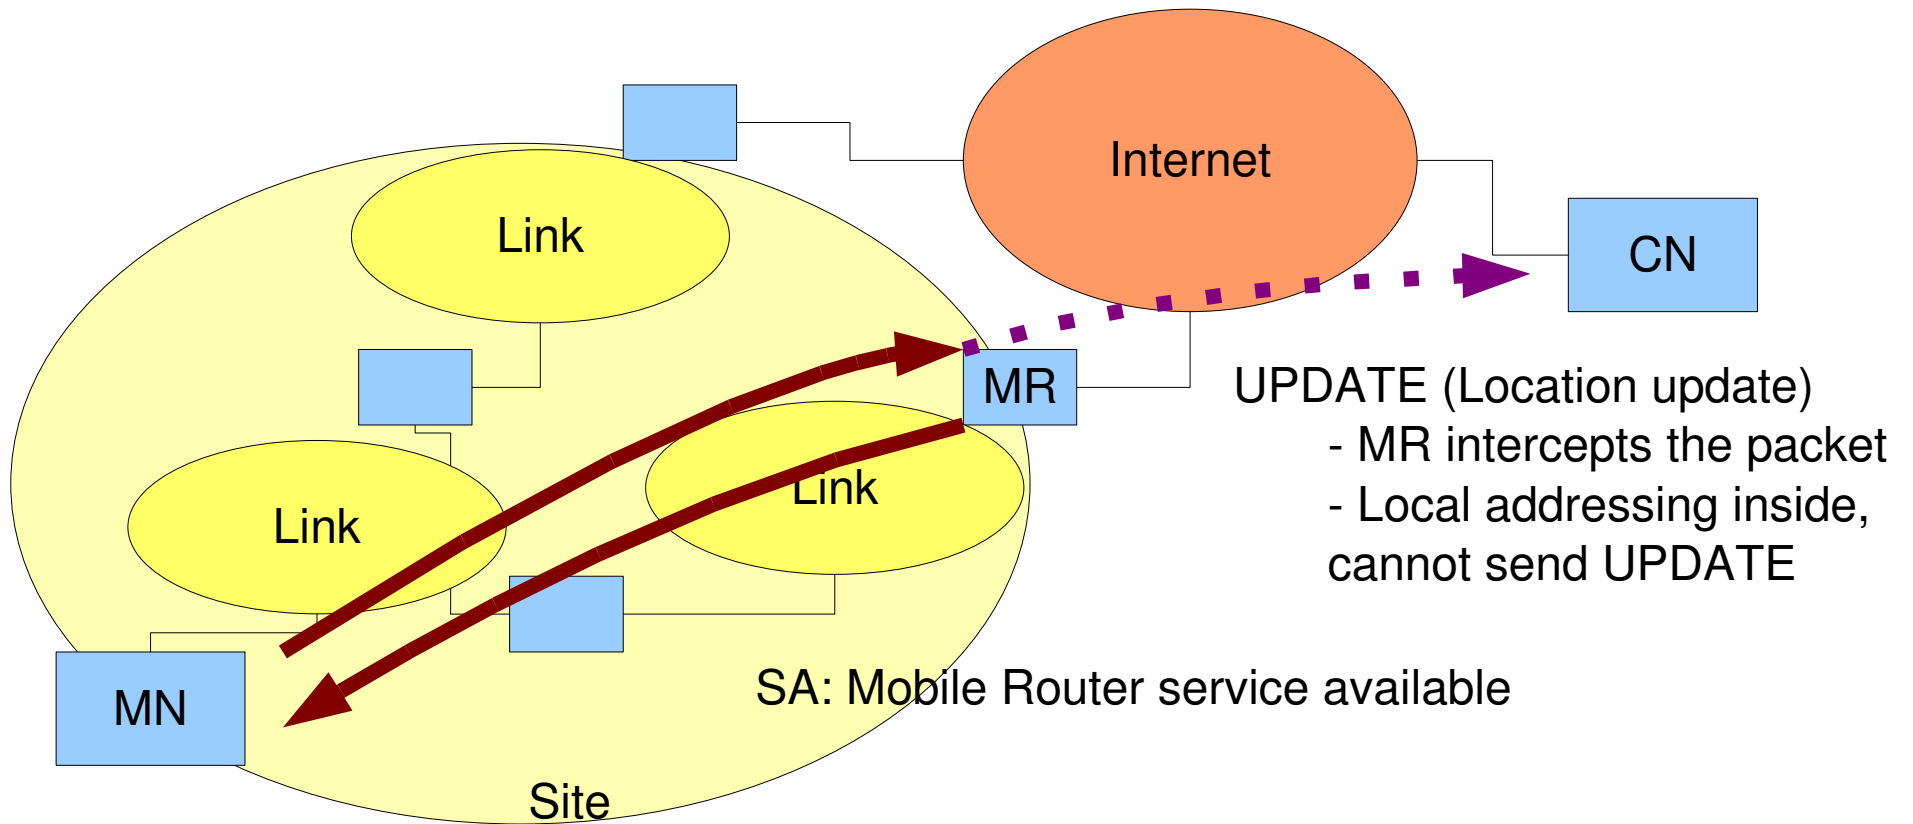 Internet
Link
CN
MR
UPDATE (Location update)
- MR intercepts the packet
- Local addressing inside,
cannot send UPDATE
Link
Link
SA: Mobile Router service available
MN
Site